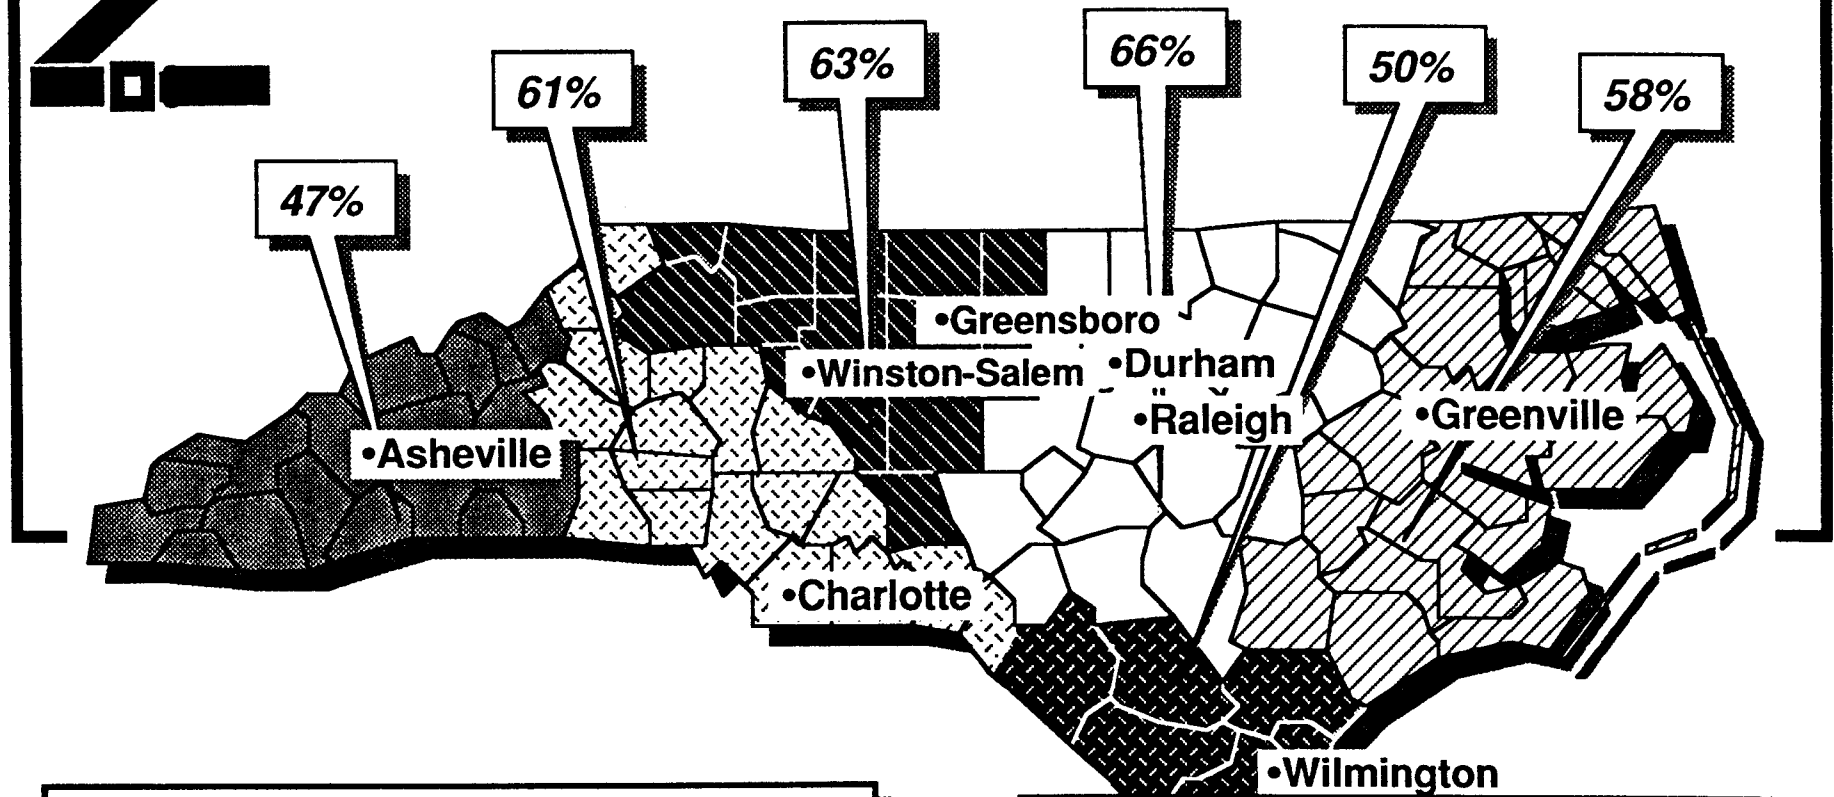 66%
50%
63%
58%
61%
47%
•Greensboro
•Winston-Salem
•Durham
•Raleigh
•Greenville
•Asheville
•Charlotte
•Wilmington